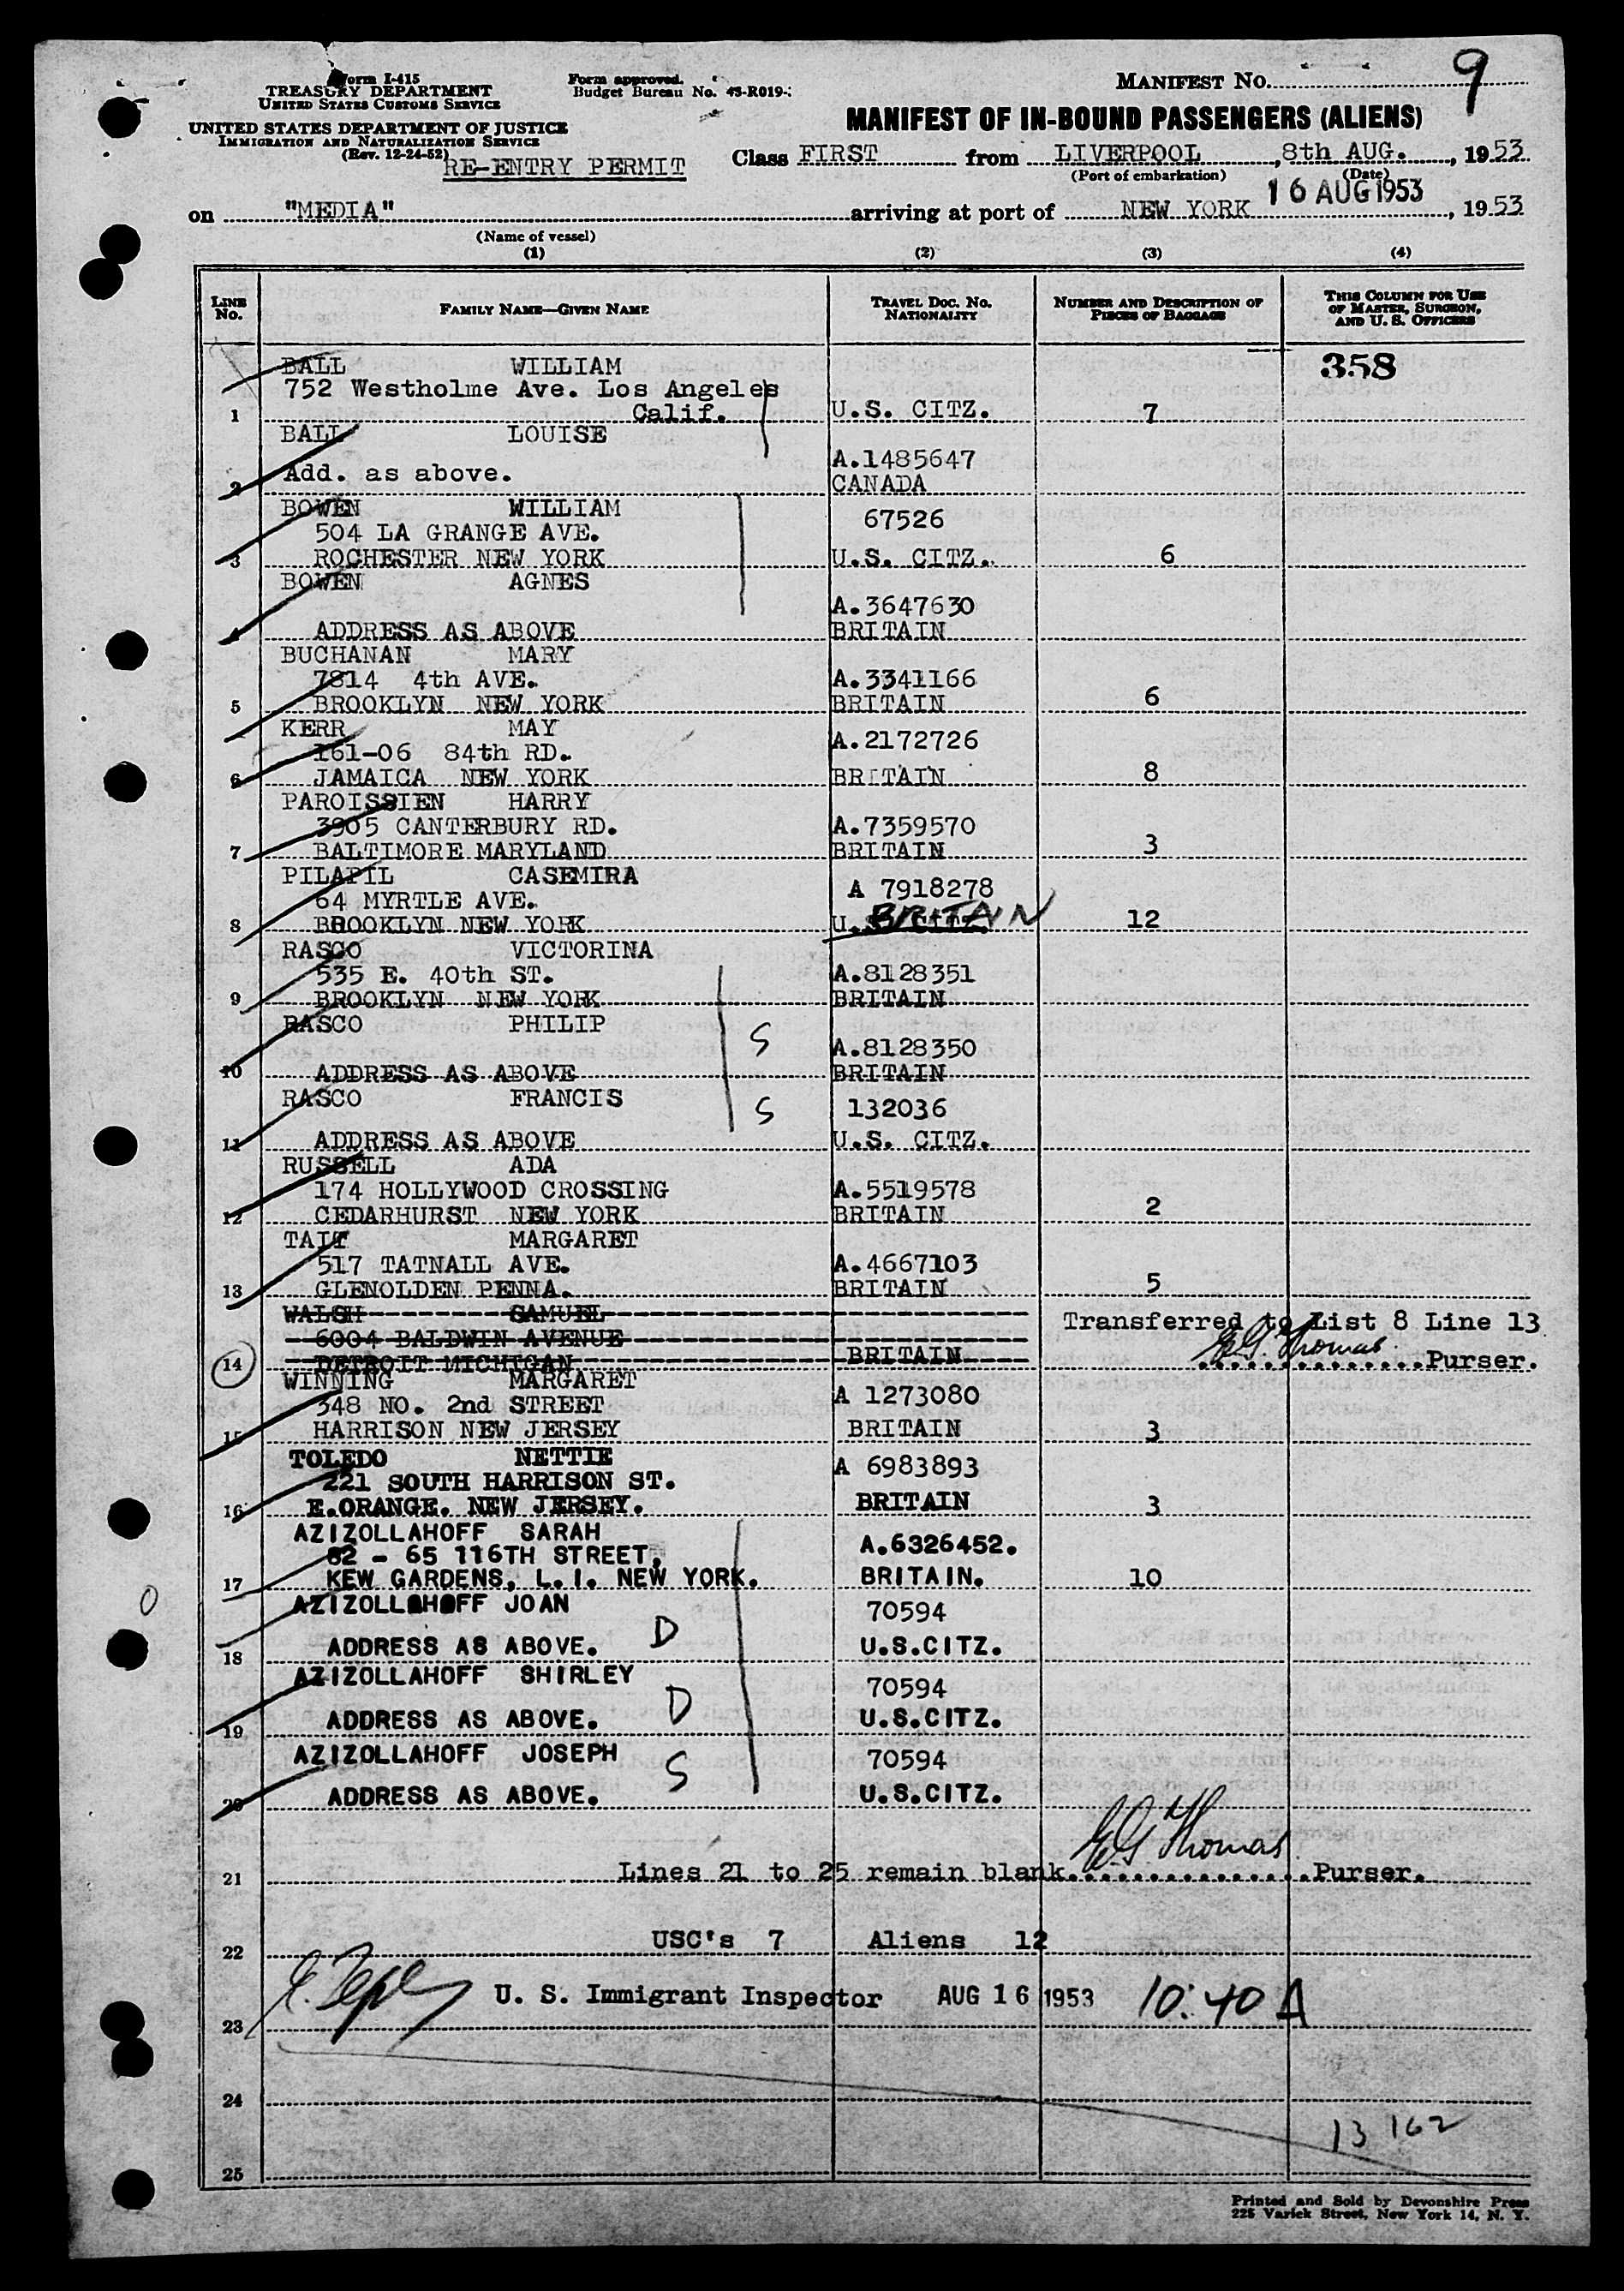 Form I-415
TREASURY DEPARTMENT
UNITED STATES CUSTOMS SERVICE
UNITED STATES DEPARTMENT OF JUSTICE
IMMIGRATION AND NATURALIZATION SERVICE
(Rev. 12-24-52)
RE-ENTRY PERMIT
Form approved.
Budget Bureau No. 43-R019-
MANIFEST No. 9
MANIFEST OF IN-BOUND PASSENGERS (ALIENS)
Class FIRST from LIVERPOOL, 8th AUG., 1953
(Port of embarkation) (Date)
16 AUG 1953
on "MEDIA" arriving at port of NEW YORK, 1953
(Name of vessel)
(1) (2) (3) (4)
LINE No. FAMILY NAME—GIVEN NAME TRAVEL DOC. No. NATIONALITY NUMBER AND DESCRIPTION OF PIECES OF BAGGAGE THIS COLUMN FOR USE OF MASTER, SURGEON, AND U. S. OFFICERS
358
BALL WILLIAM
752 Westholme Ave. Los Angeles
1 Calif. U.S. CITZ. 7
BALL LOUISE
A.1485647
2 Add. as above. CANADA
BOWEN WILLIAM 67526
504 LA GRANGE AVE.
3 ROCHESTER NEW YORK U.S. CITZ. 6
BOWEN AGNES
A.3647630
4 ADDRESS AS ABOVE BRITAIN
BUCHANAN MARY
7814 4th AVE. A.3341166
5 BROOKLYN NEW YORK BRITAIN 6
KERR MAY A.2172726
161-06 84th RD.
6 JAMAICA NEW YORK BRITAIN 8
PAROISSIEN HARRY
3905 CANTERBURY RD. A.7359570
7 BALTIMORE MARYLAND BRITAIN 3
PILAPIL CASEMIRA A 7918278
64 MYRTLE AVE.
8 BROOKLYN NEW YORK U.S. CITZ BRITAIN 12
RASCO VICTORINA
535 E. 40th ST. A.8128351
9 BROOKLYN NEW YORK BRITAIN
RASCO PHILIP S
A.8128350
10 ADDRESS AS ABOVE BRITAIN
RASCO FRANCIS S 132036
11 ADDRESS AS ABOVE U.S. CITZ.
RUSSELL ADA
174 HOLLYWOOD CROSSING A.5519578
12 CEDARHURST NEW YORK BRITAIN 2
TAIT MARGARET
517 TATNALL AVE. A.4667103
13 GLENOLDEN PENNA. BRITAIN 5
WALSH SAMUEL Transferred to List 8 Line 13
6004 BALDWIN AVENUE
14 DETROIT MICHIGAN BRITAIN E.G. Thomas Purser.
WINNING MARGARET A 1273080
348 NO. 2nd STREET
15 HARRISON NEW JERSEY BRITAIN 3
TOLEDO NETTIE A 6983893
221 SOUTH HARRISON ST.
16 E.ORANGE. NEW JERSEY. BRITAIN 3
AZIZOLLAHOFF SARAH A.6326452.
82 - 65 116TH STREET,
17 KEW GARDENS, L.I. NEW YORK. BRITAIN. 10
AZIZOLLAHOFF JOAN 70594
18 ADDRESS AS ABOVE. D U.S.CITZ.
AZIZOLLAHOFF SHIRLEY 70594
19 ADDRESS AS ABOVE. D U.S.CITZ.
AZIZOLLAHOFF JOSEPH S 70594
20 ADDRESS AS ABOVE. U.S.CITZ.
21 Lines 21 to 25 remain blank. E G Thomas Purser.
22 USC's 7 Aliens 12
23 U. S. Immigrant Inspector AUG 16 1953 10:40 A
24
13 162
25
Printed and Sold by Devonshire Press
225 Varick Street, New York 14, N. Y.